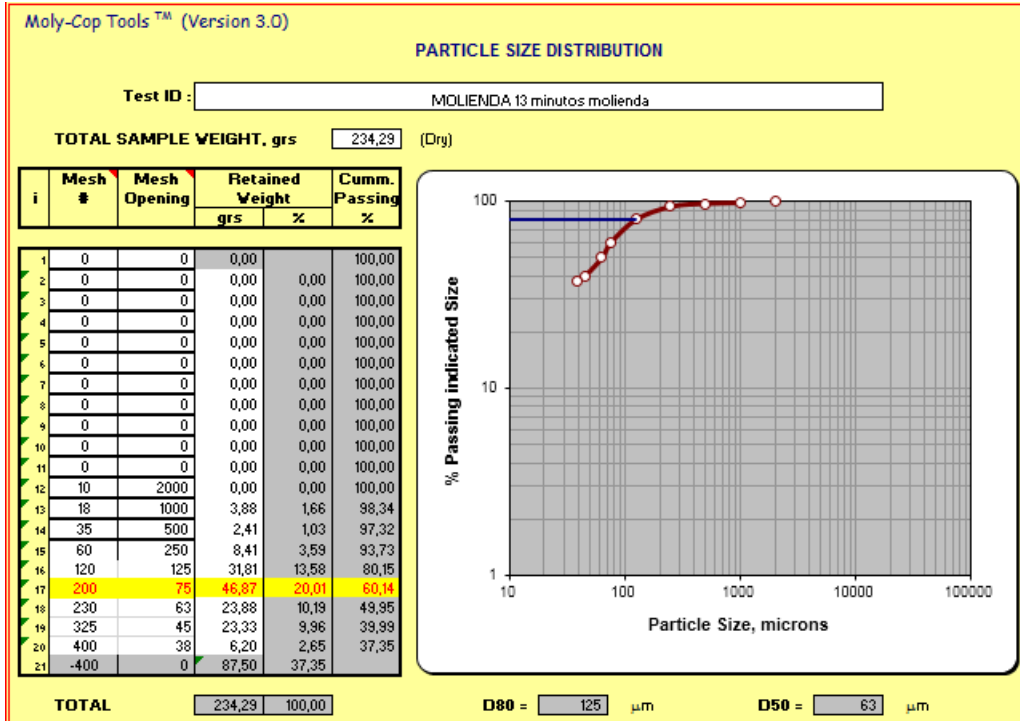 Moly-Cop Tools ™ (Version 3.0)
PARTICLE SIZE DISTRIBUTION
Test ID : MOLIENDA 13 minutos molienda
TOTAL SAMPLE WEIGHT, grs 234,29 (Dry)
i Mesh # Mesh Opening Retained Weight Cumm. Passing
grs % %
1 0 0 0,00 100,00
2 0 0 0,00 0,00 100,00
3 0 0 0,00 0,00 100,00
4 0 0 0,00 0,00 100,00
5 0 0 0,00 0,00 100,00
6 0 0 0,00 0,00 100,00
7 0 0 0,00 0,00 100,00
8 0 0 0,00 0,00 100,00
9 0 0 0,00 0,00 100,00
10 0 0 0,00 0,00 100,00
11 0 0 0,00 0,00 100,00
12 10 2000 0,00 0,00 100,00
13 18 1000 3,88 1,66 98,34
14 35 500 2,41 1,03 97,32
15 60 250 8,41 3,59 93,73
16 120 125 31,81 13,58 80,15
17 200 75 46,87 20,01 60,14
18 230 63 23,88 10,19 49,95
19 325 45 23,33 9,96 39,99
20 400 38 6,20 2,65 37,35
21 -400 0 87,50 37,35
TOTAL 234,29 100,00
% Passing indicated Size
100
10
1
10 100 1000 10000 100000
Particle Size, microns
D80 = 125 μm D50 = 63 μm